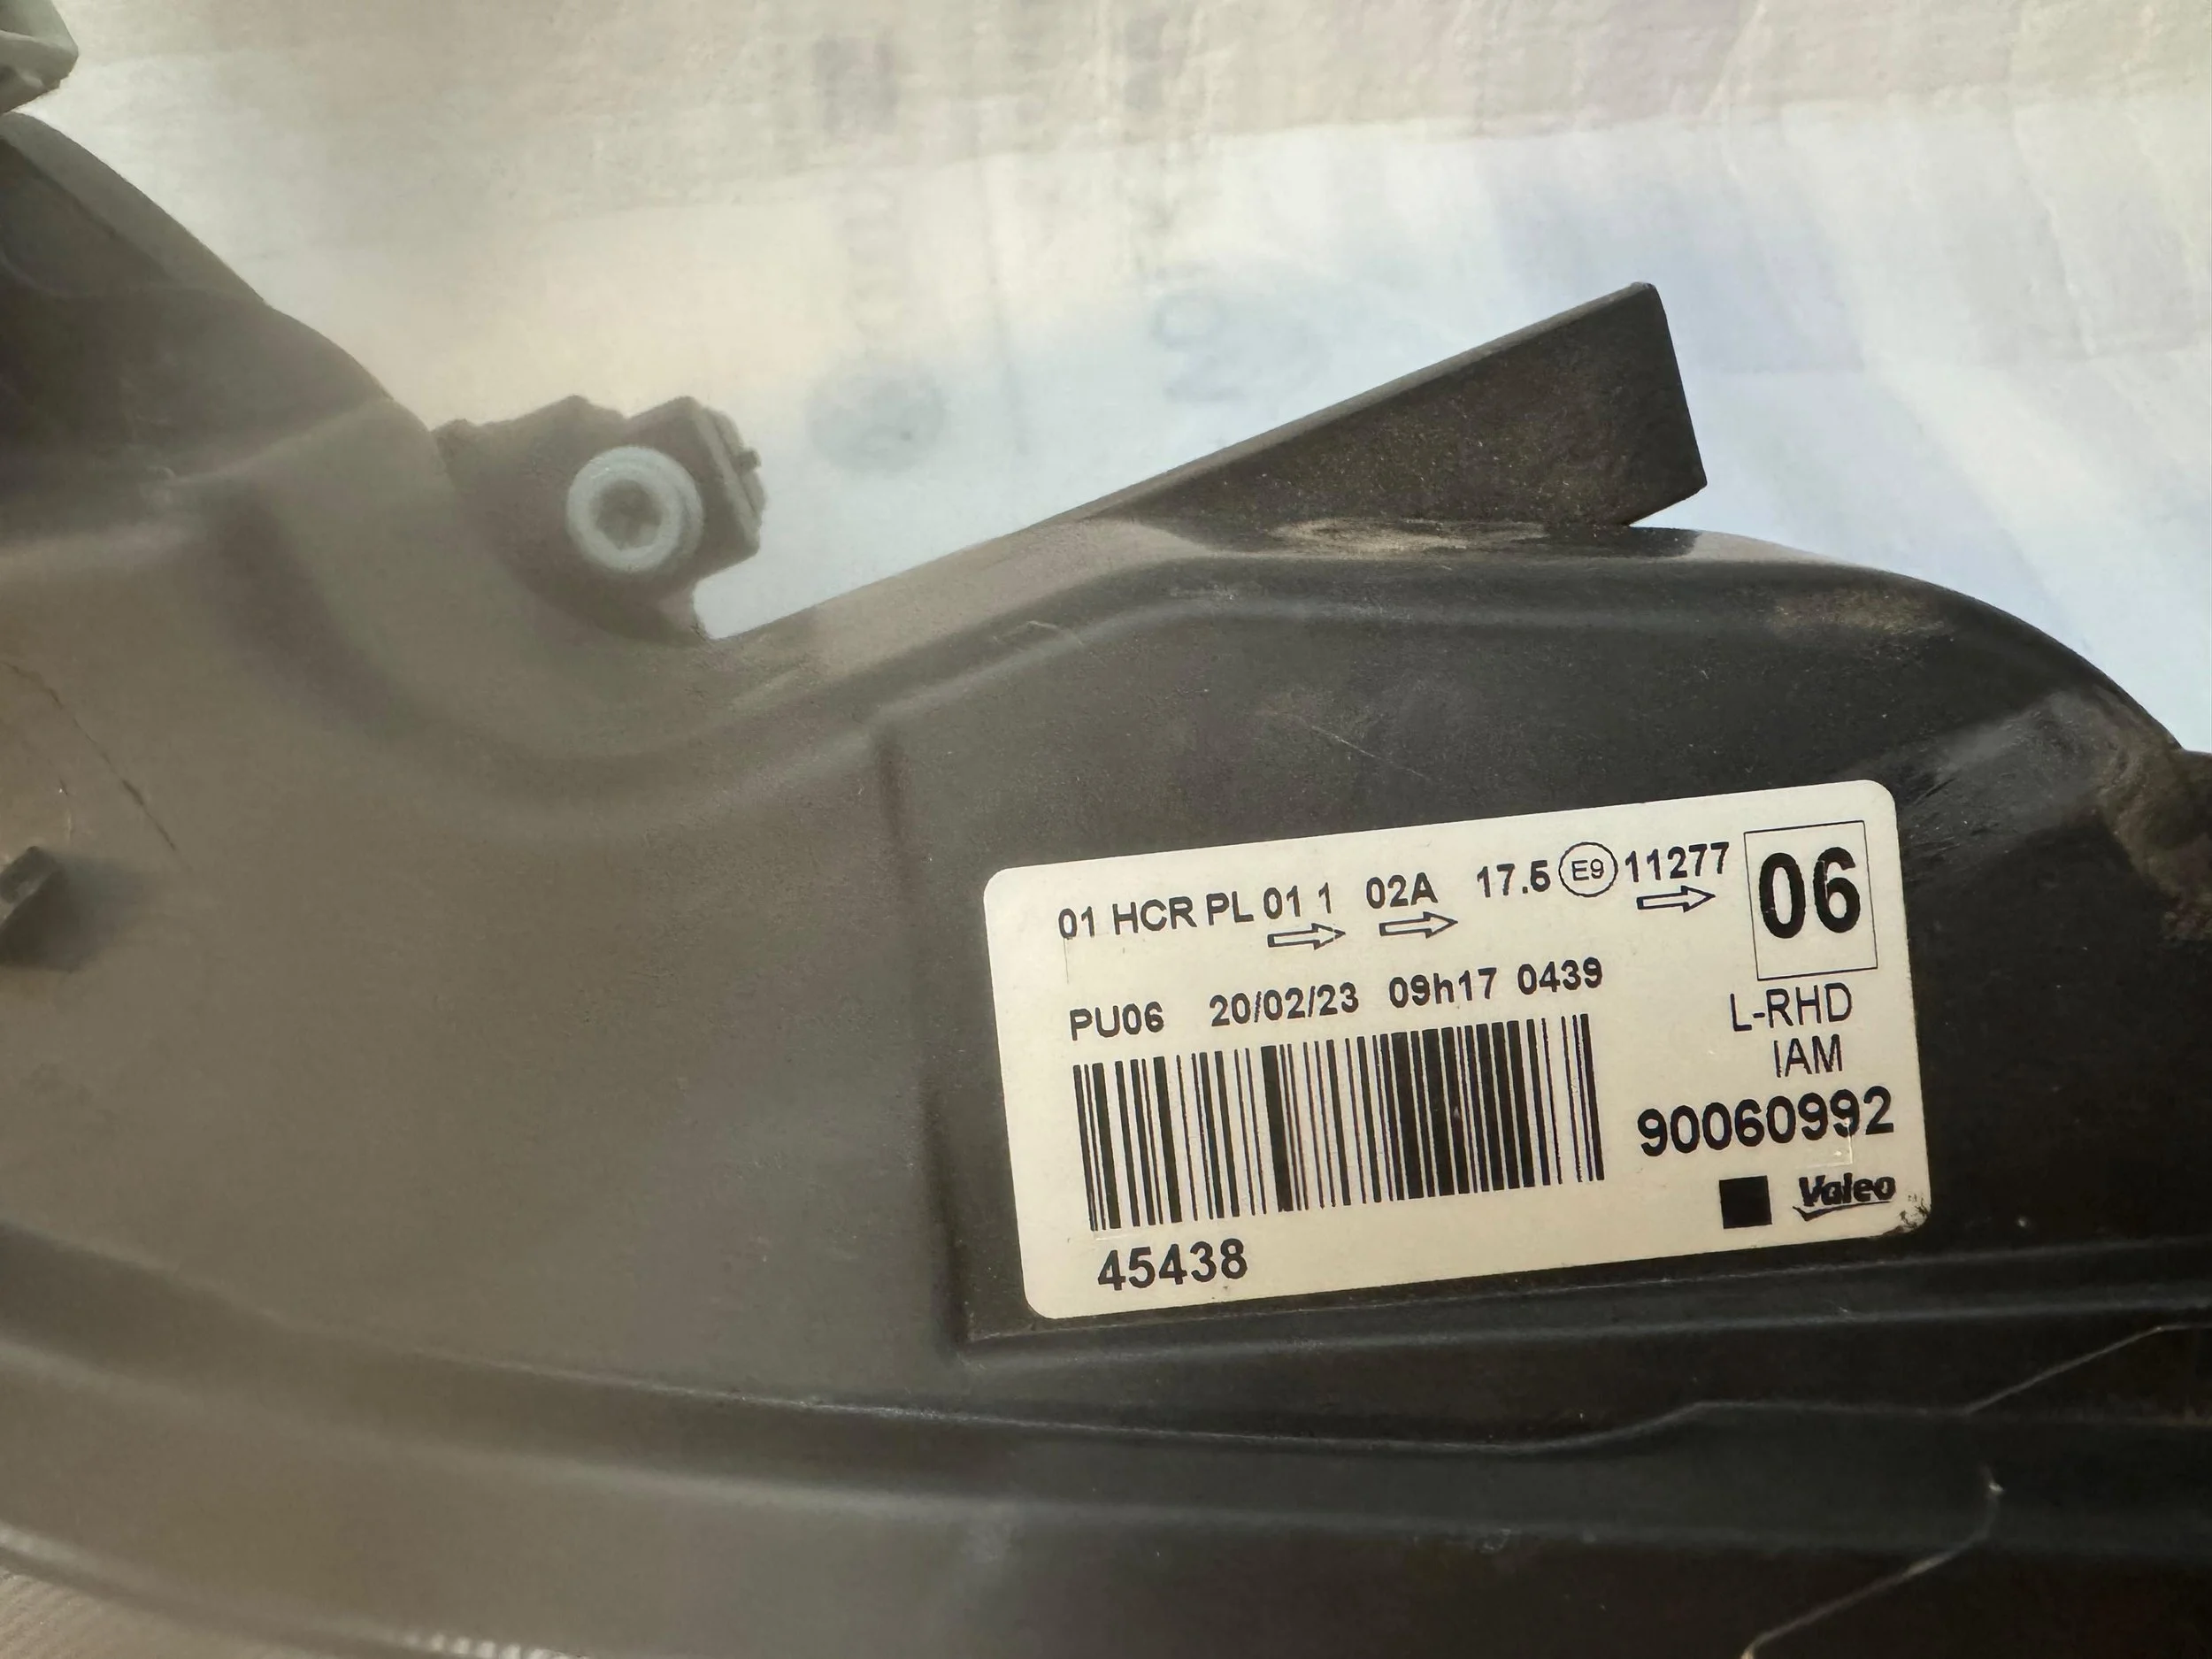 01 HCR PL 01 1 02A 17.5 E9 11277
06
PU06 20/02/23 09h17 0439
L-RHD
IAM
90060992
Valeo
45438